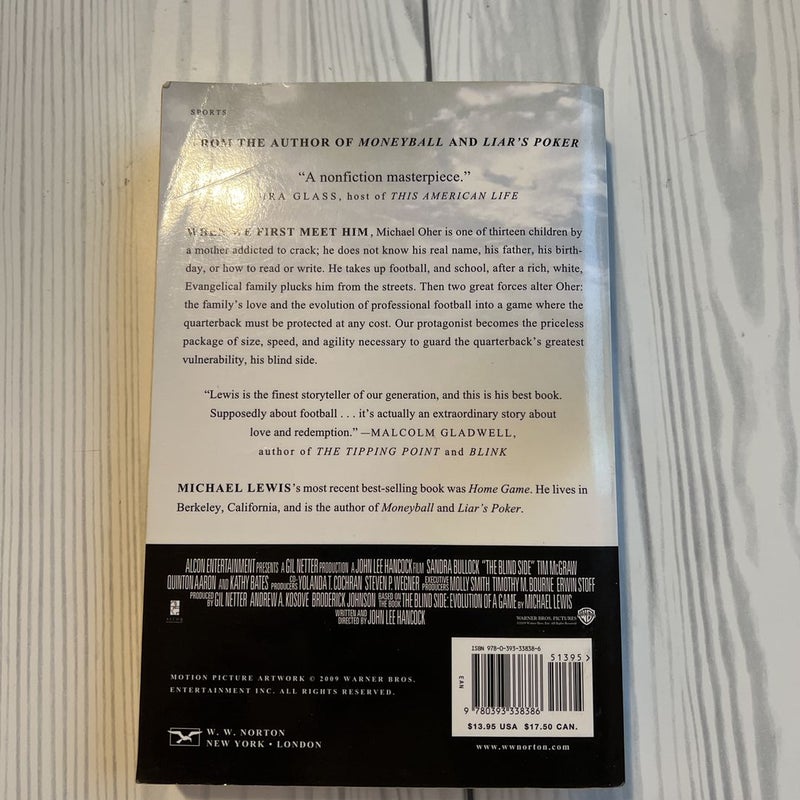 SPORTS
FROM THE AUTHOR OF MONEYBALL AND LIAR'S POKER
“A nonfiction masterpiece.”
GLASS, host of THIS AMERICAN LIFE
WHEN WE FIRST MEET HIM, Michael Oher is one of thirteen children by
a mother addicted to crack; he does not know his real name, his father, his birth-
day, or how to read or write. He takes up football, and school, after a rich, white,
Evangelical family plucks him from the streets. Then two great forces alter Oher:
the family's love and the evolution of professional football into a game where the
quarterback must be protected at any cost. Our protagonist becomes the priceless
package of size, speed, and agility necessary to guard the quarterback's greatest
vulnerability, his blind side.
“Lewis is the finest storyteller of our generation, and this is his best book.
Supposedly about football . . . it's actually an extraordinary story about
love and redemption.” —MALCOLM GLADWELL,
author of THE TIPPING POINT and BLINK
MICHAEL LEWIS's most recent best-selling book was Home Game. He lives in
Berkeley, California, and is the author of Moneyball and Liar's Poker.
ALCON ENTERTAINMENT PRESENTS A GIL NETTER PRODUCTION A JOHN LEE HANCOCK FILM SANDRA BULLOCK "THE BLIND SIDE" TIM McGRAW
QUINTON AARON AND KATHY BATES CO-PRODUCERS YOLANDA T. COCHRAN STEVEN P. WEGNER EXECUTIVE PRODUCERS MOLLY SMITH TIMOTHY M. BOURNE ERWIN STOFF
PRODUCED BY GIL NETTER ANDREW A. KOSOVE BRODERICK JOHNSON BASED ON THE BOOK THE BLIND SIDE: EVOLUTION OF A GAME BY MICHAEL LEWIS
WRITTEN AND DIRECTED BY JOHN LEE HANCOCK
ALCON
WARNER BROS. PICTURES
WB
MOTION PICTURE ARTWORK © 2009 WARNER BROS.
ENTERTAINMENT INC. ALL RIGHTS RESERVED.
ISBN 978-0-393-33838-6
51395>
EAN
9 780393 338386
$13.95 USA $17.50 CAN.
W. W. NORTON
NEW YORK • LONDON
www.wwnorton.com